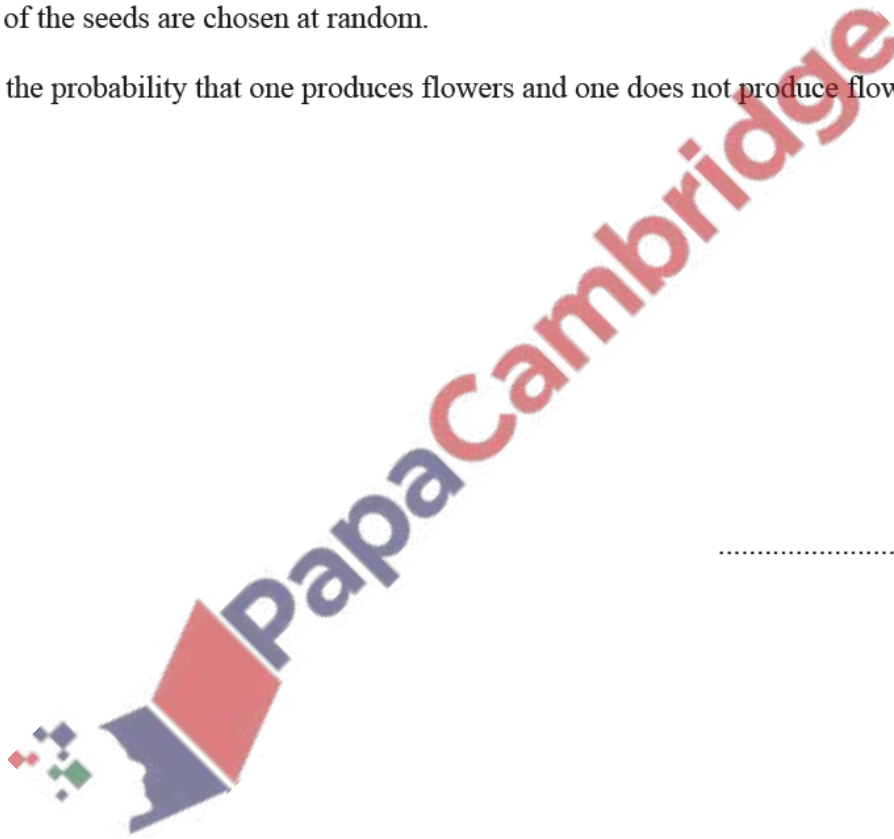 of the seeds are chosen at random.
the probability that one produces flowers and one does not produce flow
................
PapaCambridge